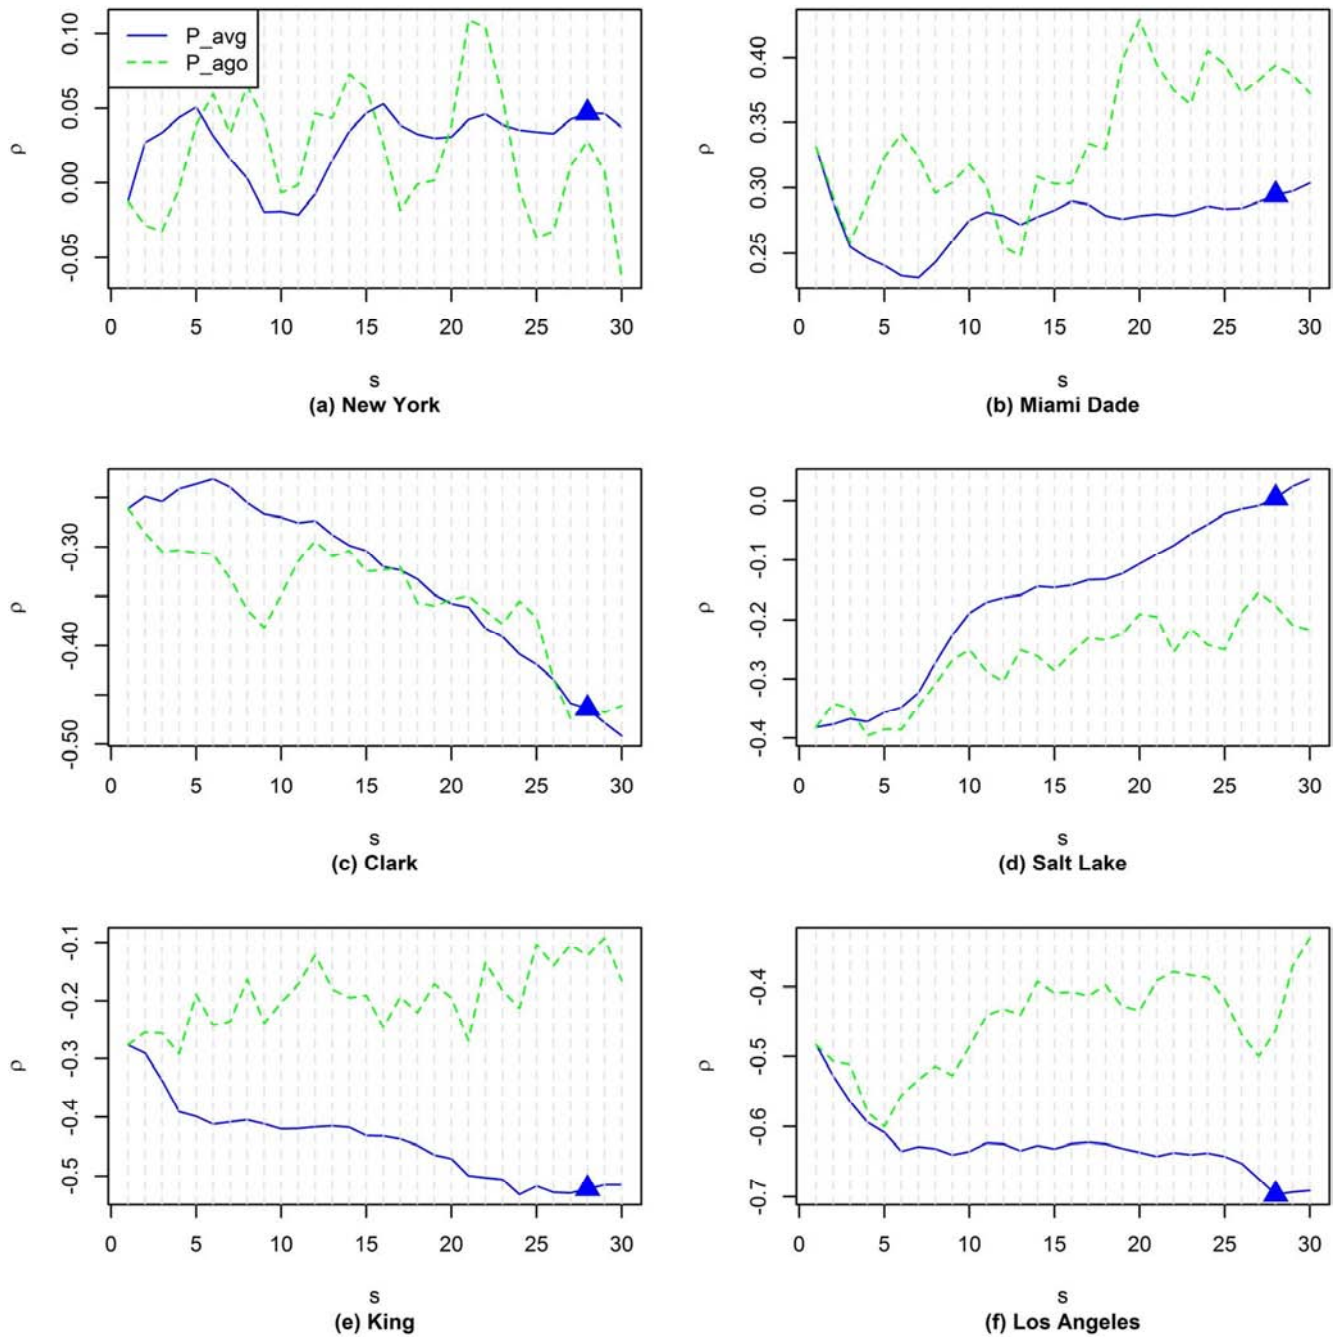 P_avg
P_ago
ρ
0.10
0.05
0.00
-0.05
0 5 10 15 20 25 30
s
(a) New York
ρ
0.40
0.35
0.30
0.25
0 5 10 15 20 25 30
s
(b) Miami Dade
ρ
-0.30
-0.40
-0.50
0 5 10 15 20 25 30
s
(c) Clark
ρ
0.0
-0.1
-0.2
-0.3
-0.4
0 5 10 15 20 25 30
s
(d) Salt Lake
ρ
-0.1
-0.2
-0.3
-0.4
-0.5
0 5 10 15 20 25 30
s
(e) King
ρ
-0.4
-0.5
-0.6
-0.7
0 5 10 15 20 25 30
s
(f) Los Angeles